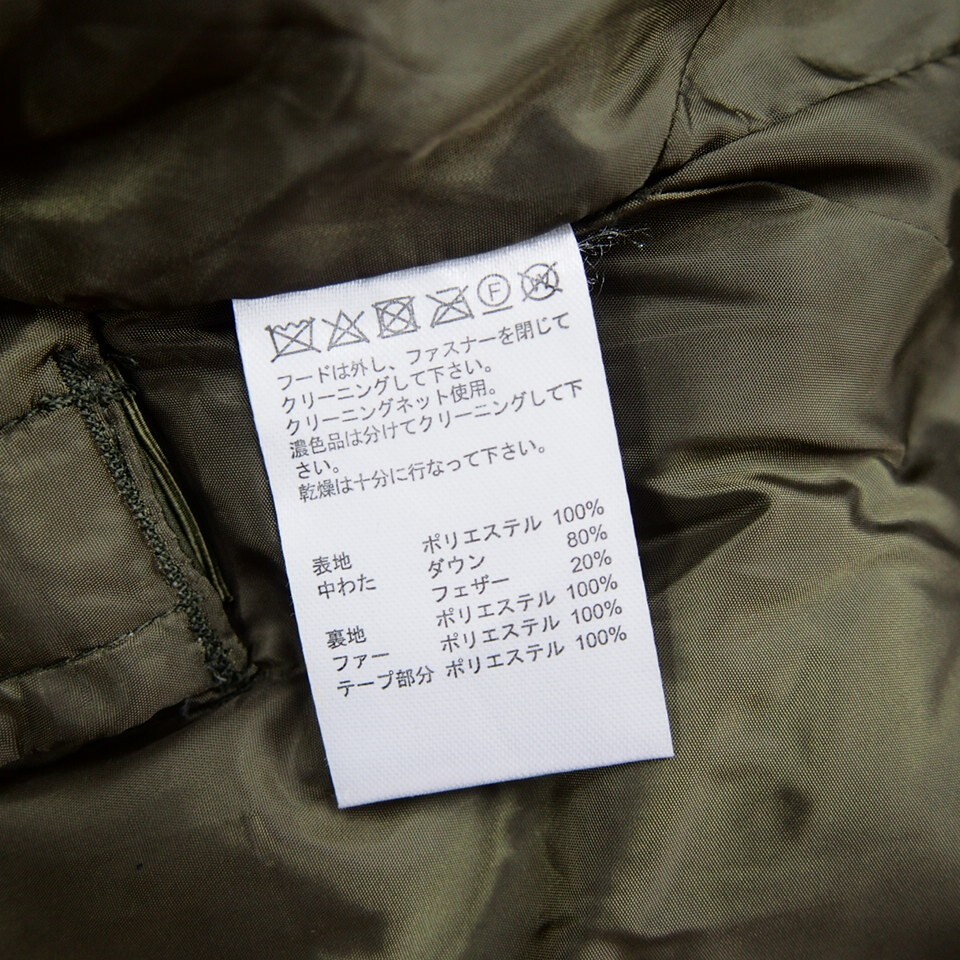 F W
フードは外し、ファスナーを閉じて
クリーニングして下さい。
クリーニングネット使用。
濃色品は分けてクリーニングして下
さい。
乾燥は十分に行なって下さい。
表地 ポリエステル 100%
中わた ダウン 80%
フェザー 20%
裏地 ポリエステル 100%
ファー ポリエステル 100%
テープ部分 ポリエステル 100%